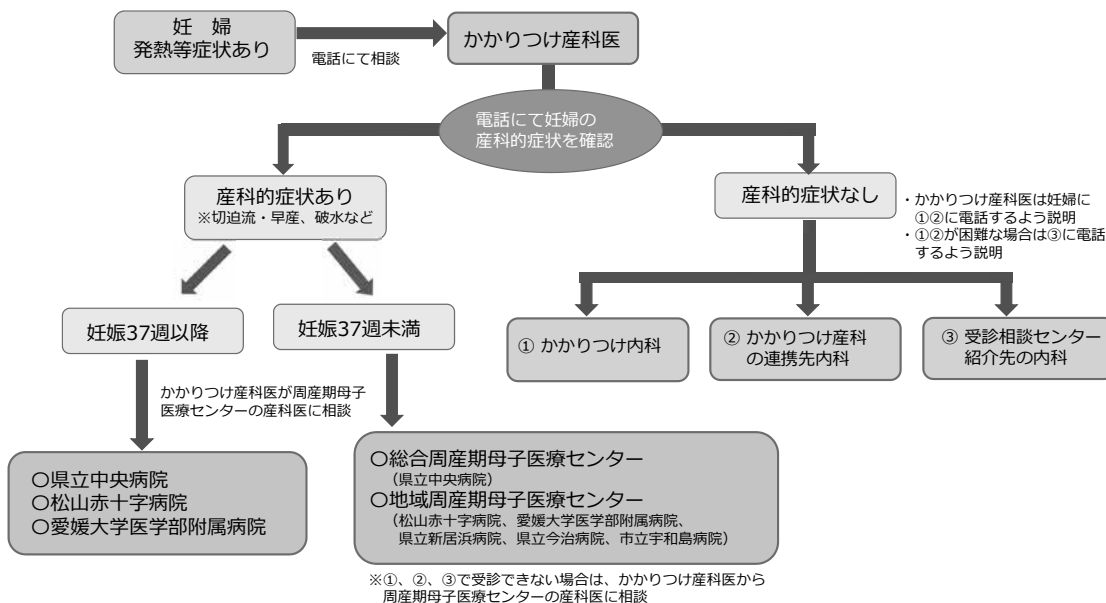 妊　婦
発熱等症状あり
電話にて相談
かかりつけ産科医
電話にて妊婦の
産科的症状を確認
産科的症状あり
※切迫流・早産、破水など
産科的症状なし
・かかりつけ産科医は妊婦に
①②に電話するよう説明
・①②が困難な場合は③に電話
するよう説明
妊娠37週以降
妊娠37週未満
① かかりつけ内科
② かかりつけ産科
の連携先内科
③ 受診相談センター
紹介先の内科
かかりつけ産科医が周産期母子
医療センターの産科医に相談
〇県立中央病院
〇松山赤十字病院
〇愛媛大学医学部附属病院
〇総合周産期母子医療センター
（県立中央病院）
〇地域周産期母子医療センター
（松山赤十字病院、愛媛大学医学部附属病院、
県立新居浜病院、県立今治病院、市立宇和島病院）
※①、②、③で受診できない場合は、かかりつけ産科医から
周産期母子医療センターの産科医に相談